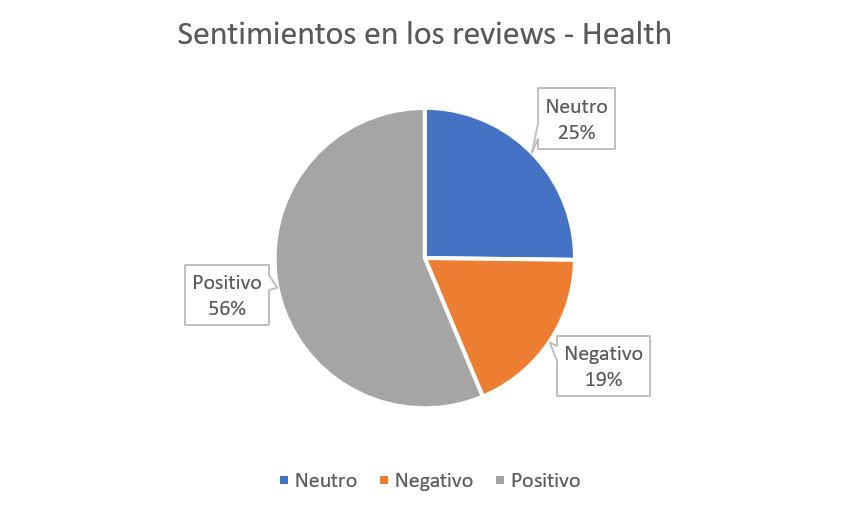 Sentimientos en los reviews - Health
Neutro
25%
Positivo
56%
Negativo
19%
Neutro Negativo Positivo